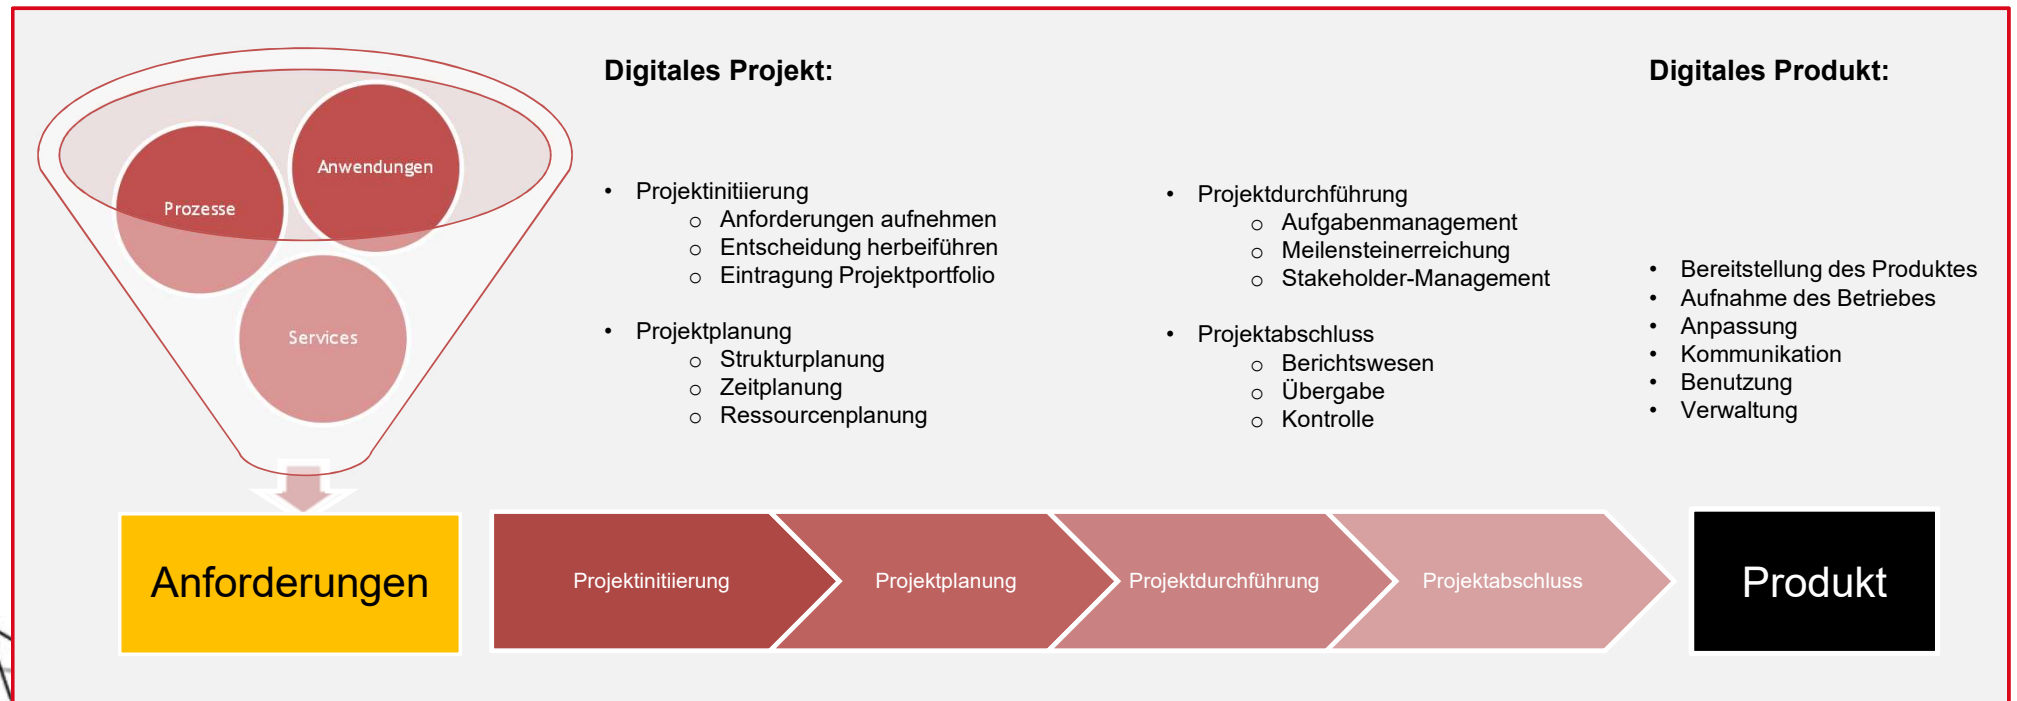 Prozesse
Anwendungen
Services
Anforderungen
Digitales Projekt:
• Projektinitiierung
o Anforderungen aufnehmen
o Entscheidung herbeiführen
o Eintragung Projektportfolio
• Projektplanung
o Strukturplanung
o Zeitplanung
o Ressourcenplanung
• Projektdurchführung
o Aufgabenmanagement
o Meilensteinerreichung
o Stakeholder-Management
• Projektabschluss
o Berichtswesen
o Übergabe
o Kontrolle
Digitales Produkt:
• Bereitstellung des Produktes
• Aufnahme des Betriebes
• Anpassung
• Kommunikation
• Benutzung
• Verwaltung
Projektinitiierung
Projektplanung
Projektdurchführung
Projektabschluss
Produkt